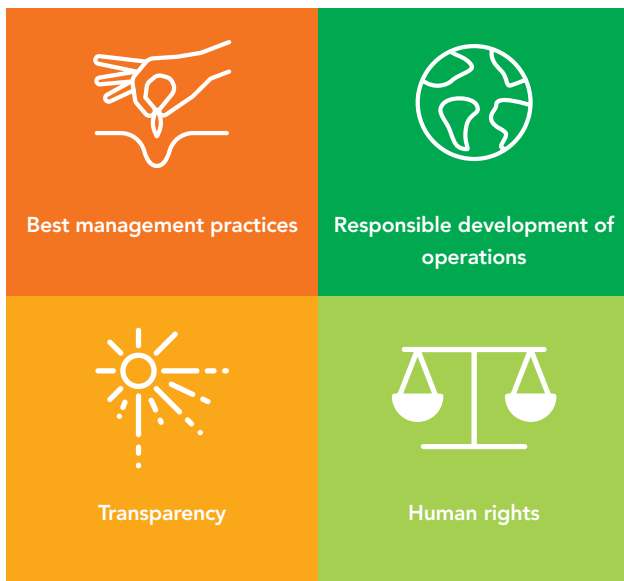 Best management practices
Responsible development of
operations
Transparency
Human rights